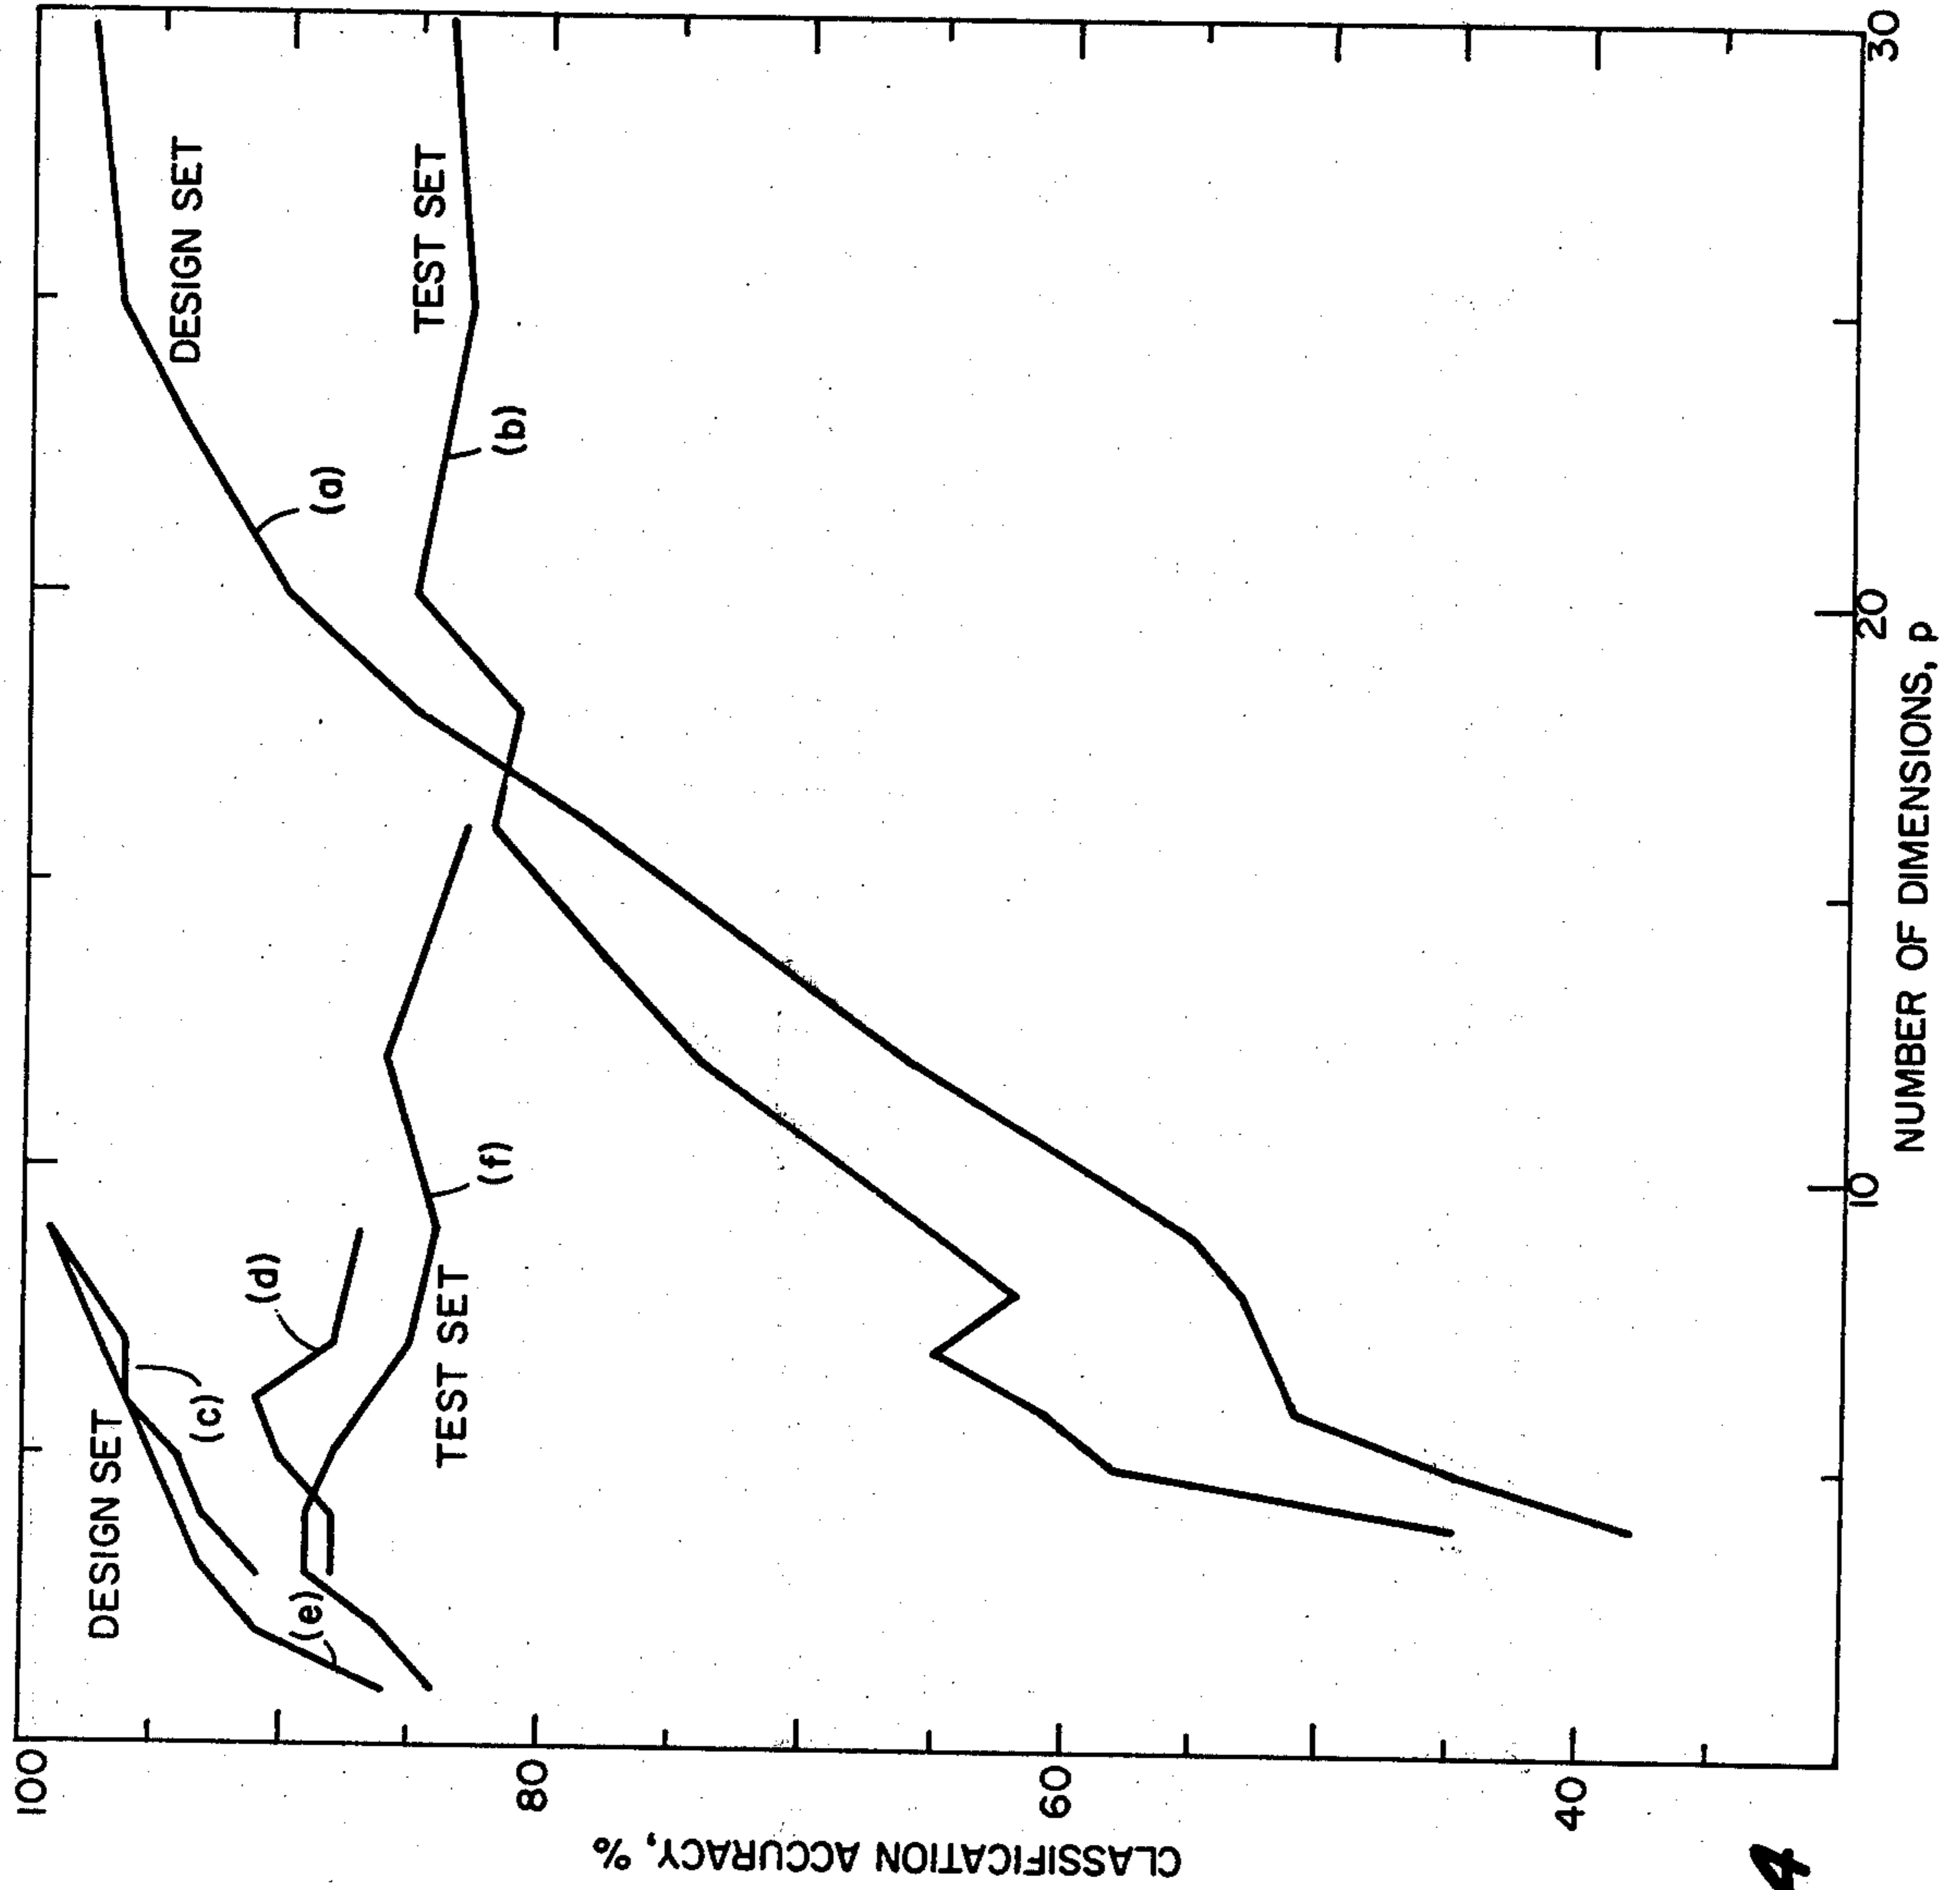 CLASSIFICATION ACCURACY, %
100
80
60
40
DESIGN SET
(a)
TEST SET
(b)
DESIGN SET
(c)
(d)
(e)
(f)
TEST SET
10
20
30
NUMBER OF DIMENSIONS, p
4